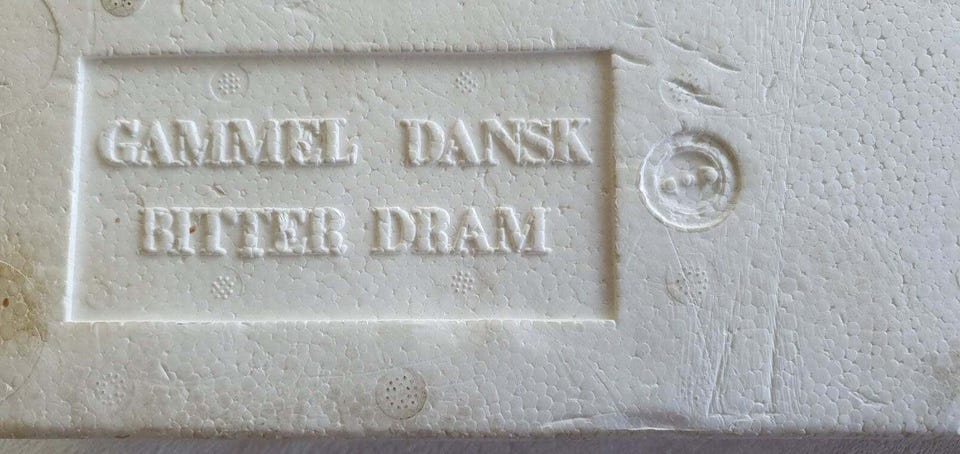 GAMMEL DANSK
BITTER DRAM